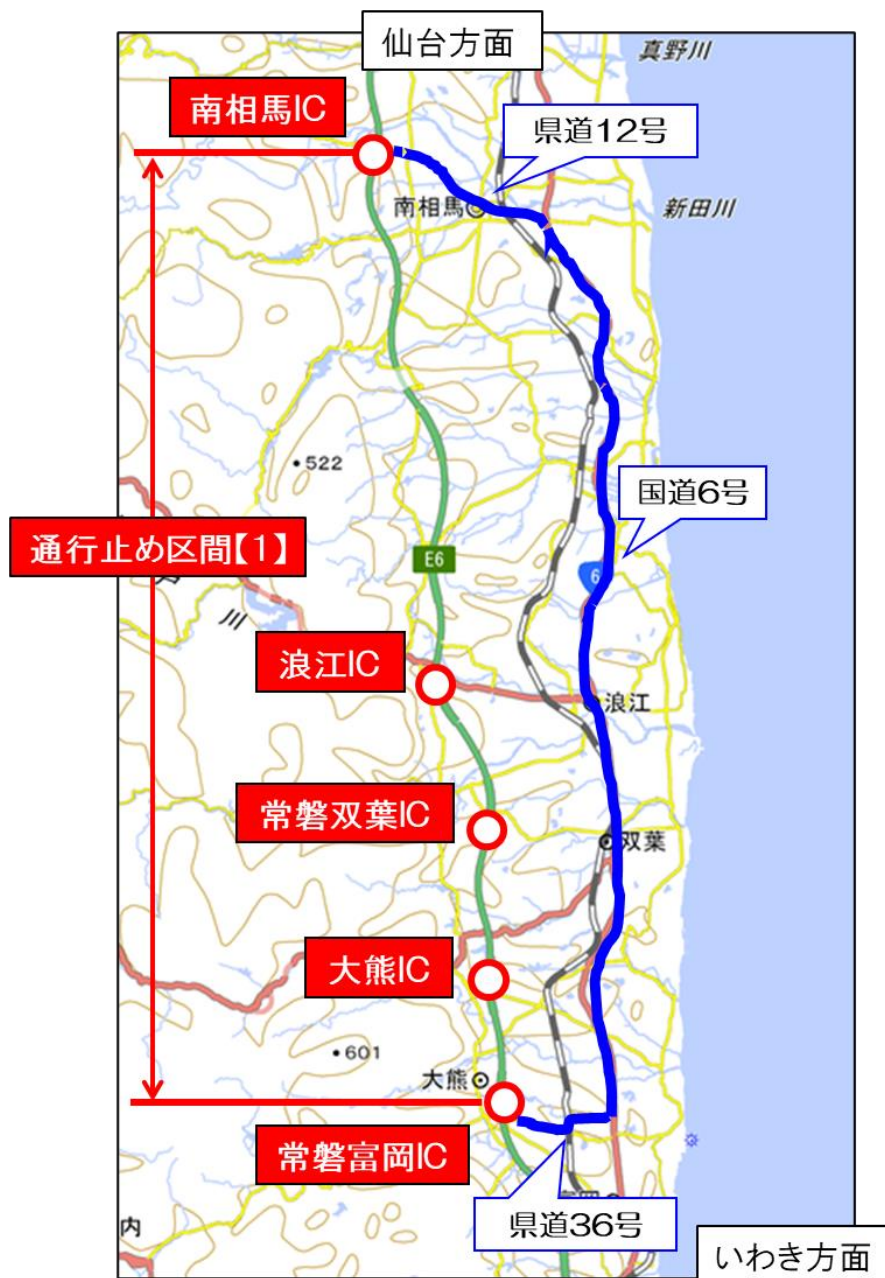 仙台方面
真野川
南相馬IC
県道12号
南相馬
新田川
・522
国道6号
通行止め区間【1】
E6
6
川
浪江IC
浪江
常磐双葉IC
双葉
大熊IC
・601
大熊
常磐富岡IC
県道36号
内
いわき方面